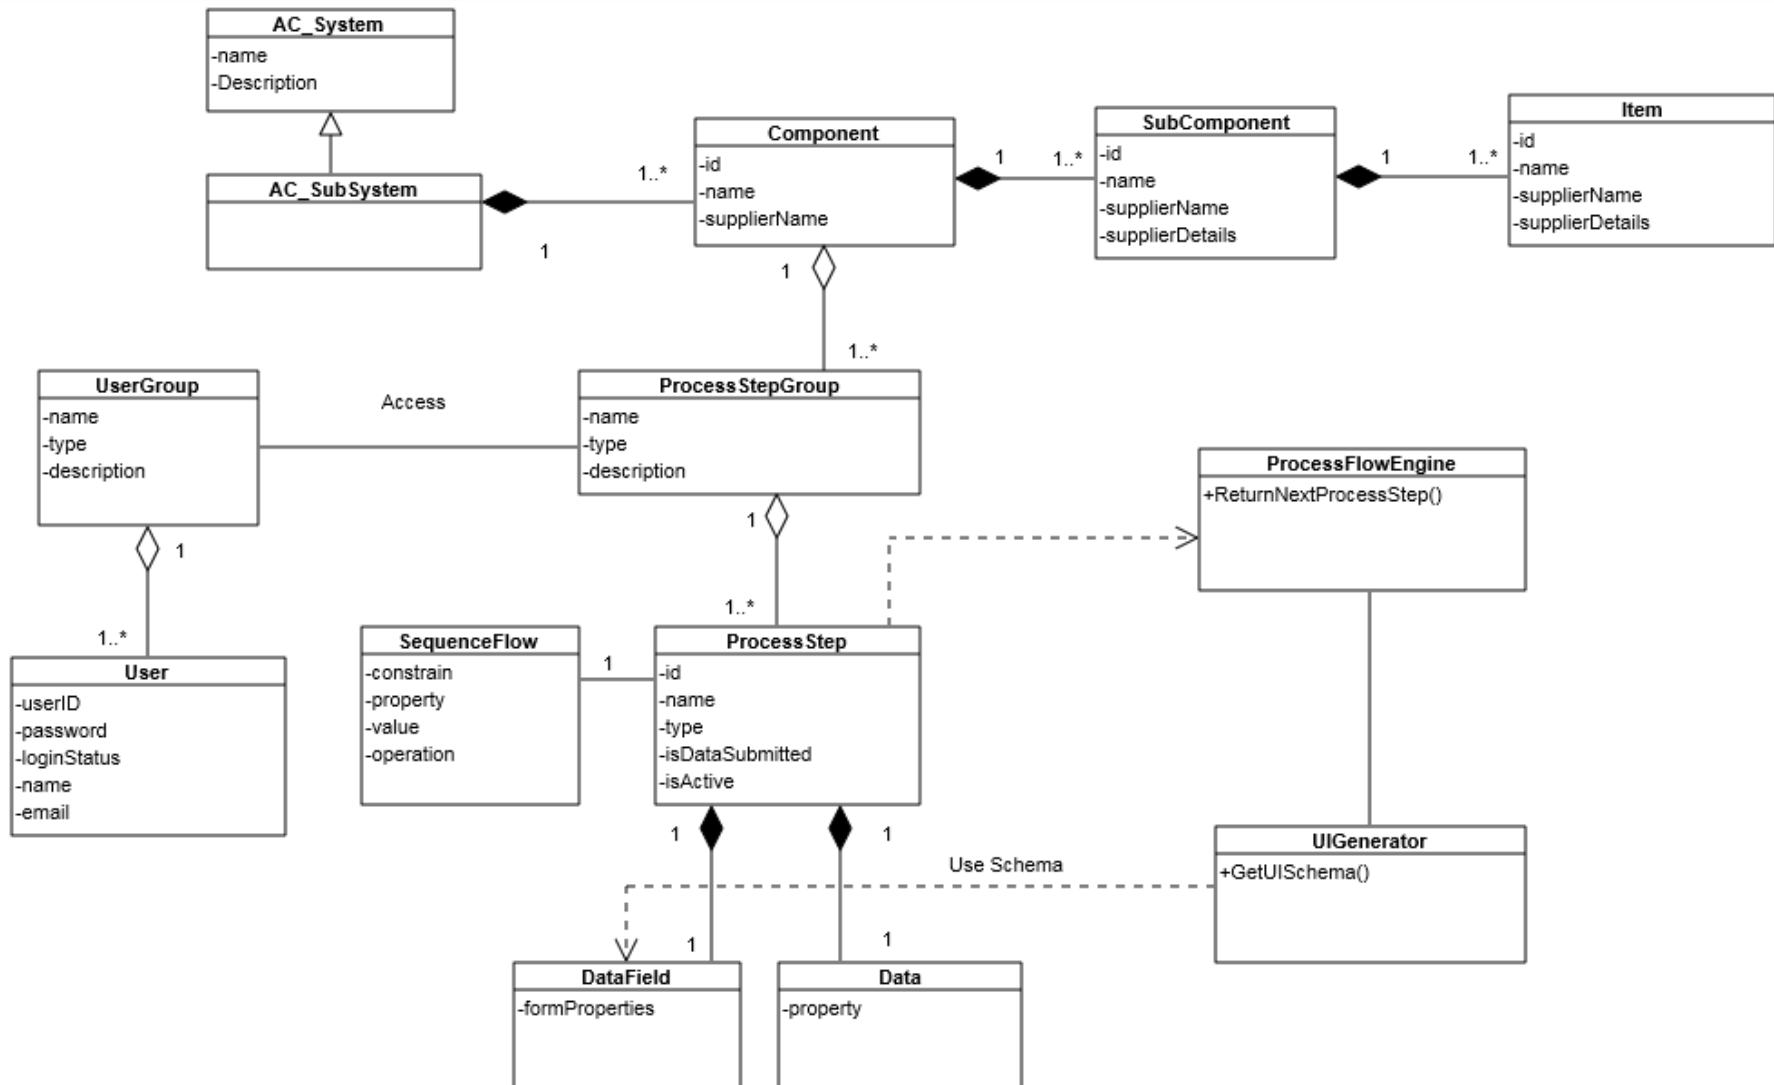 AC_System
-name
-Description
AC_SubSystem
1
1..*
Component
-id
-name
-supplierName
1
1..*
SubComponent
-id
-name
-supplierName
-supplierDetails
1
1..*
Item
-id
-name
-supplierName
-supplierDetails
1
1..*
UserGroup
-name
-type
-description
Access
ProcessStepGroup
-name
-type
-description
1
1..*
User
-userID
-password
-loginStatus
-name
-email
1
1..*
SequenceFlow
-constrain
-property
-value
-operation
1
ProcessStep
-id
-name
-type
-isDataSubmitted
-isActive
ProcessFlowEngine
+ReturnNextProcessStep()
UIGenerator
+GetUISchema()
Use Schema
1
1
1
1
DataField
-formProperties
Data
-property